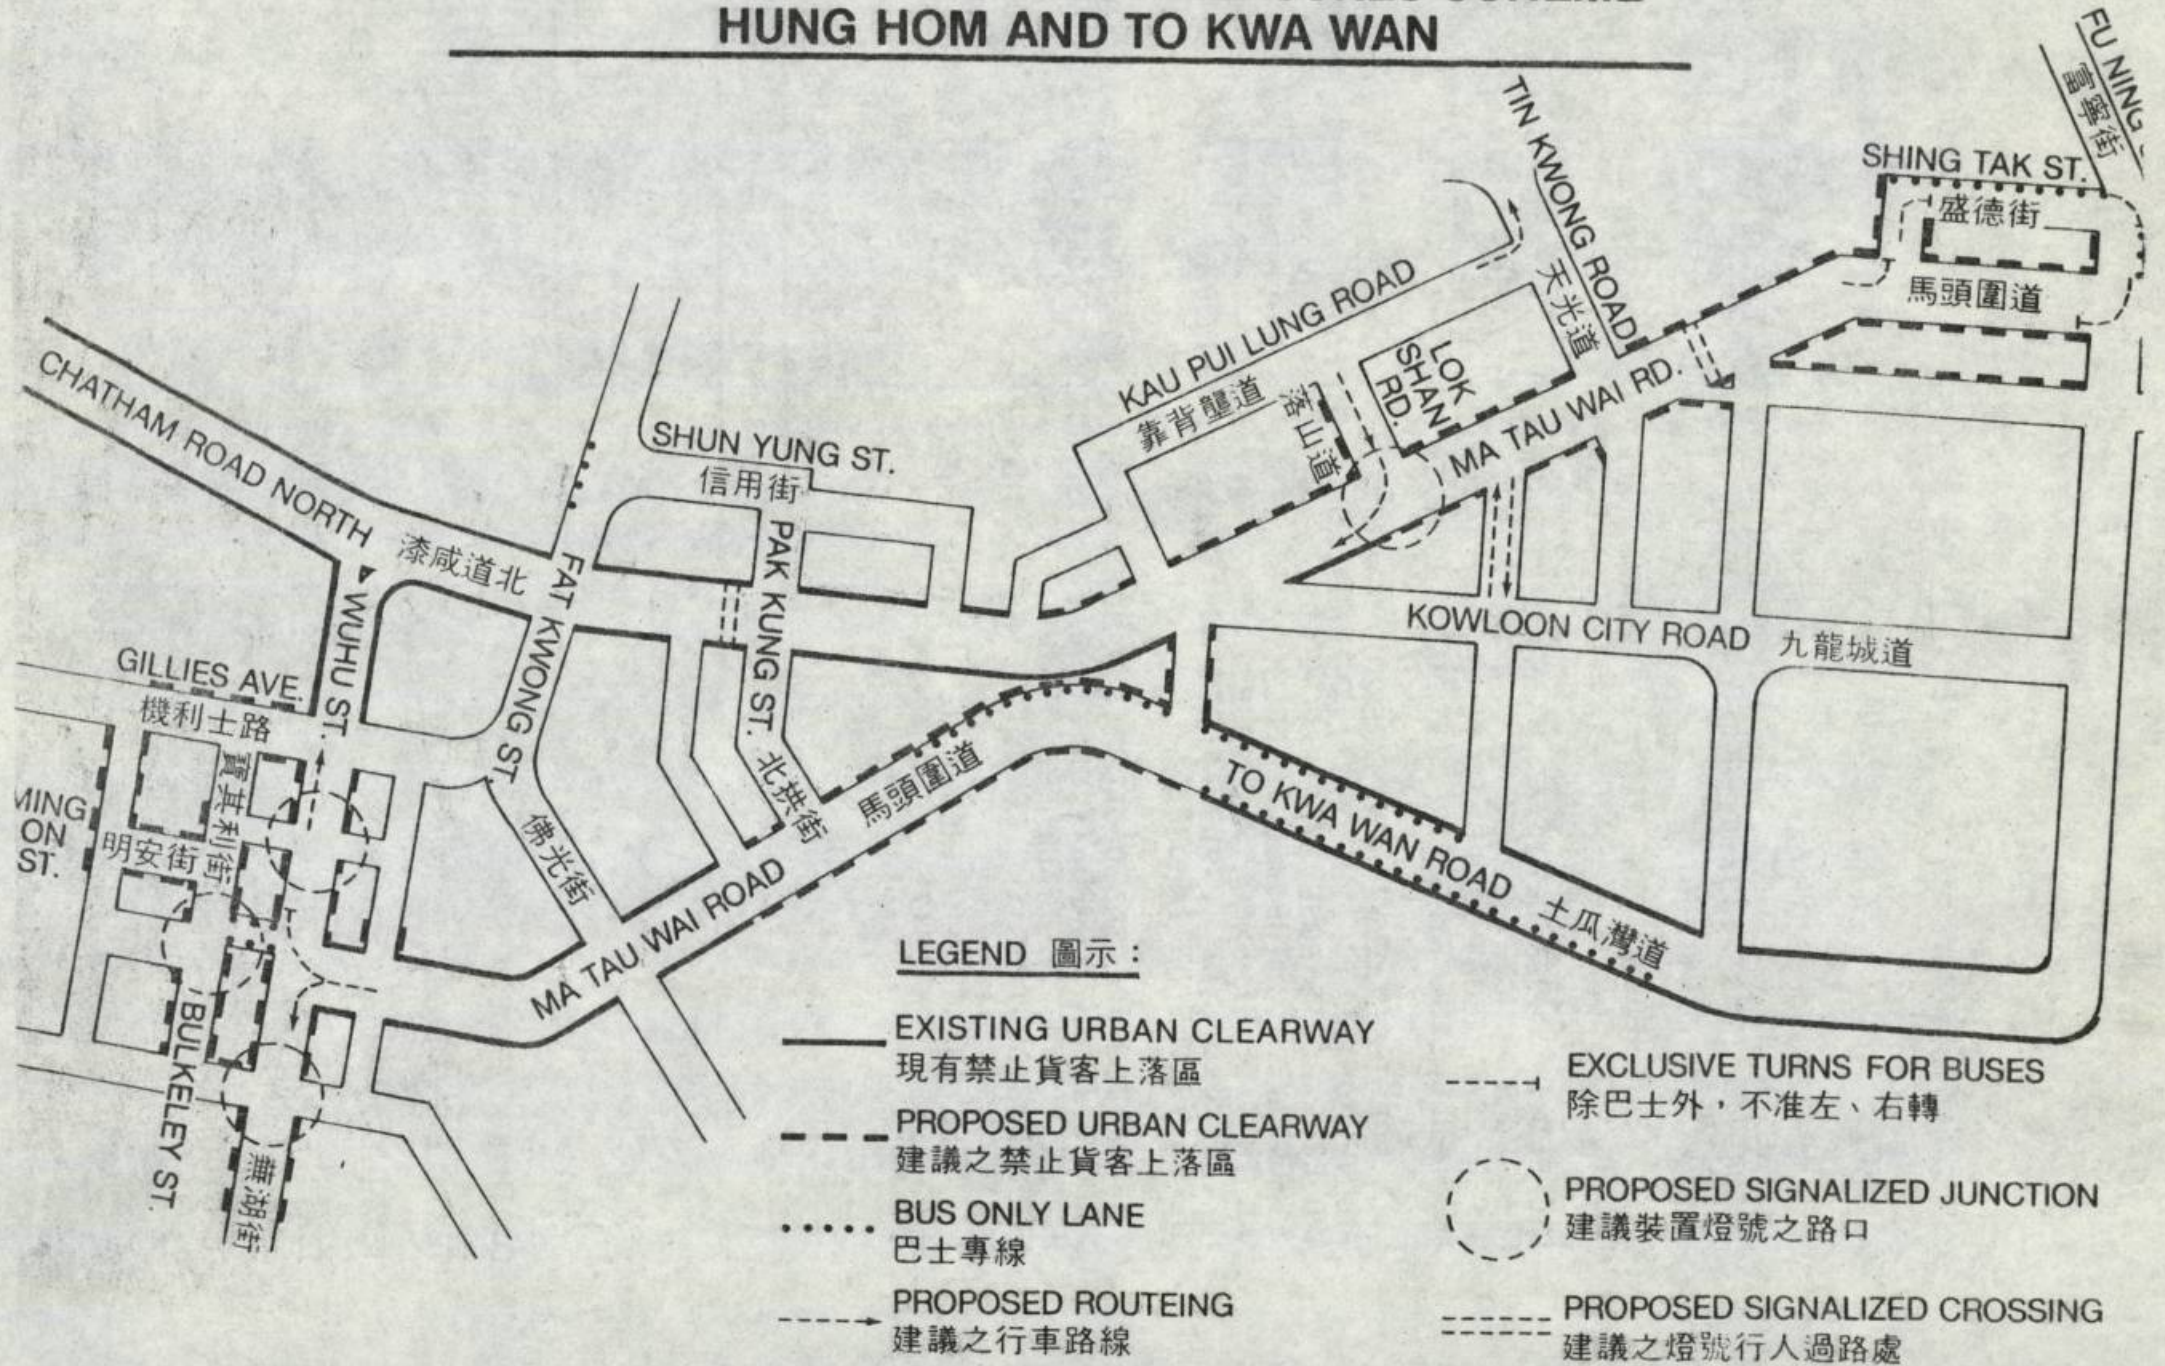 HUNG HOM AND TO KWA WAN
FU NING
富寧街
TIN KWONG ROAD
天光道
SHING TAK ST.
盛德街
馬頭圍道
KAU PUI LUNG ROAD
靠背壟道
LOK
SHAN
RD.
落山道
MA TAU WAI RD.
CHATHAM ROAD NORTH
漆咸道北
SHUN YUNG ST.
信用街
FAT KWONG ST.
佛光街
PAK KUNG ST.
北拱街
WUHU ST.
KOWLOON CITY ROAD 九龍城道
GILLIES AVE.
機利士路
寶其利街
MING
ON
ST.
明安街
馬頭圍道
MA TAU WAI ROAD
TO KWA WAN ROAD 土瓜灣道
BULKELEY ST.
蕪湖街
LEGEND 圖示：
EXISTING URBAN CLEARWAY
現有禁止貨客上落區
PROPOSED URBAN CLEARWAY
建議之禁止貨客上落區
BUS ONLY LANE
巴士專線
PROPOSED ROUTEING
建議之行車路線
EXCLUSIVE TURNS FOR BUSES
除巴士外，不准左、右轉
PROPOSED SIGNALIZED JUNCTION
建議裝置燈號之路口
PROPOSED SIGNALIZED CROSSING
建議之燈號行人過路處